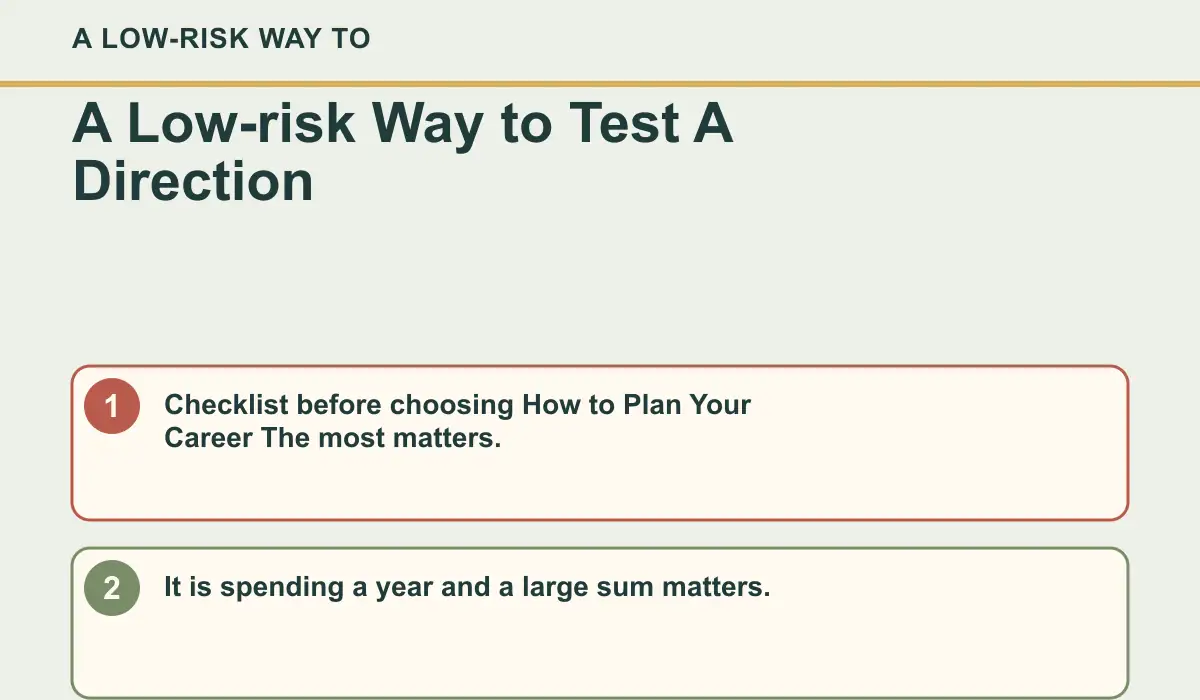 A LOW-RISK WAY TO
A Low-risk Way to Test A
Direction
1
Checklist before choosing How to Plan Your
Career The most matters.
2
It is spending a year and a large sum matters.